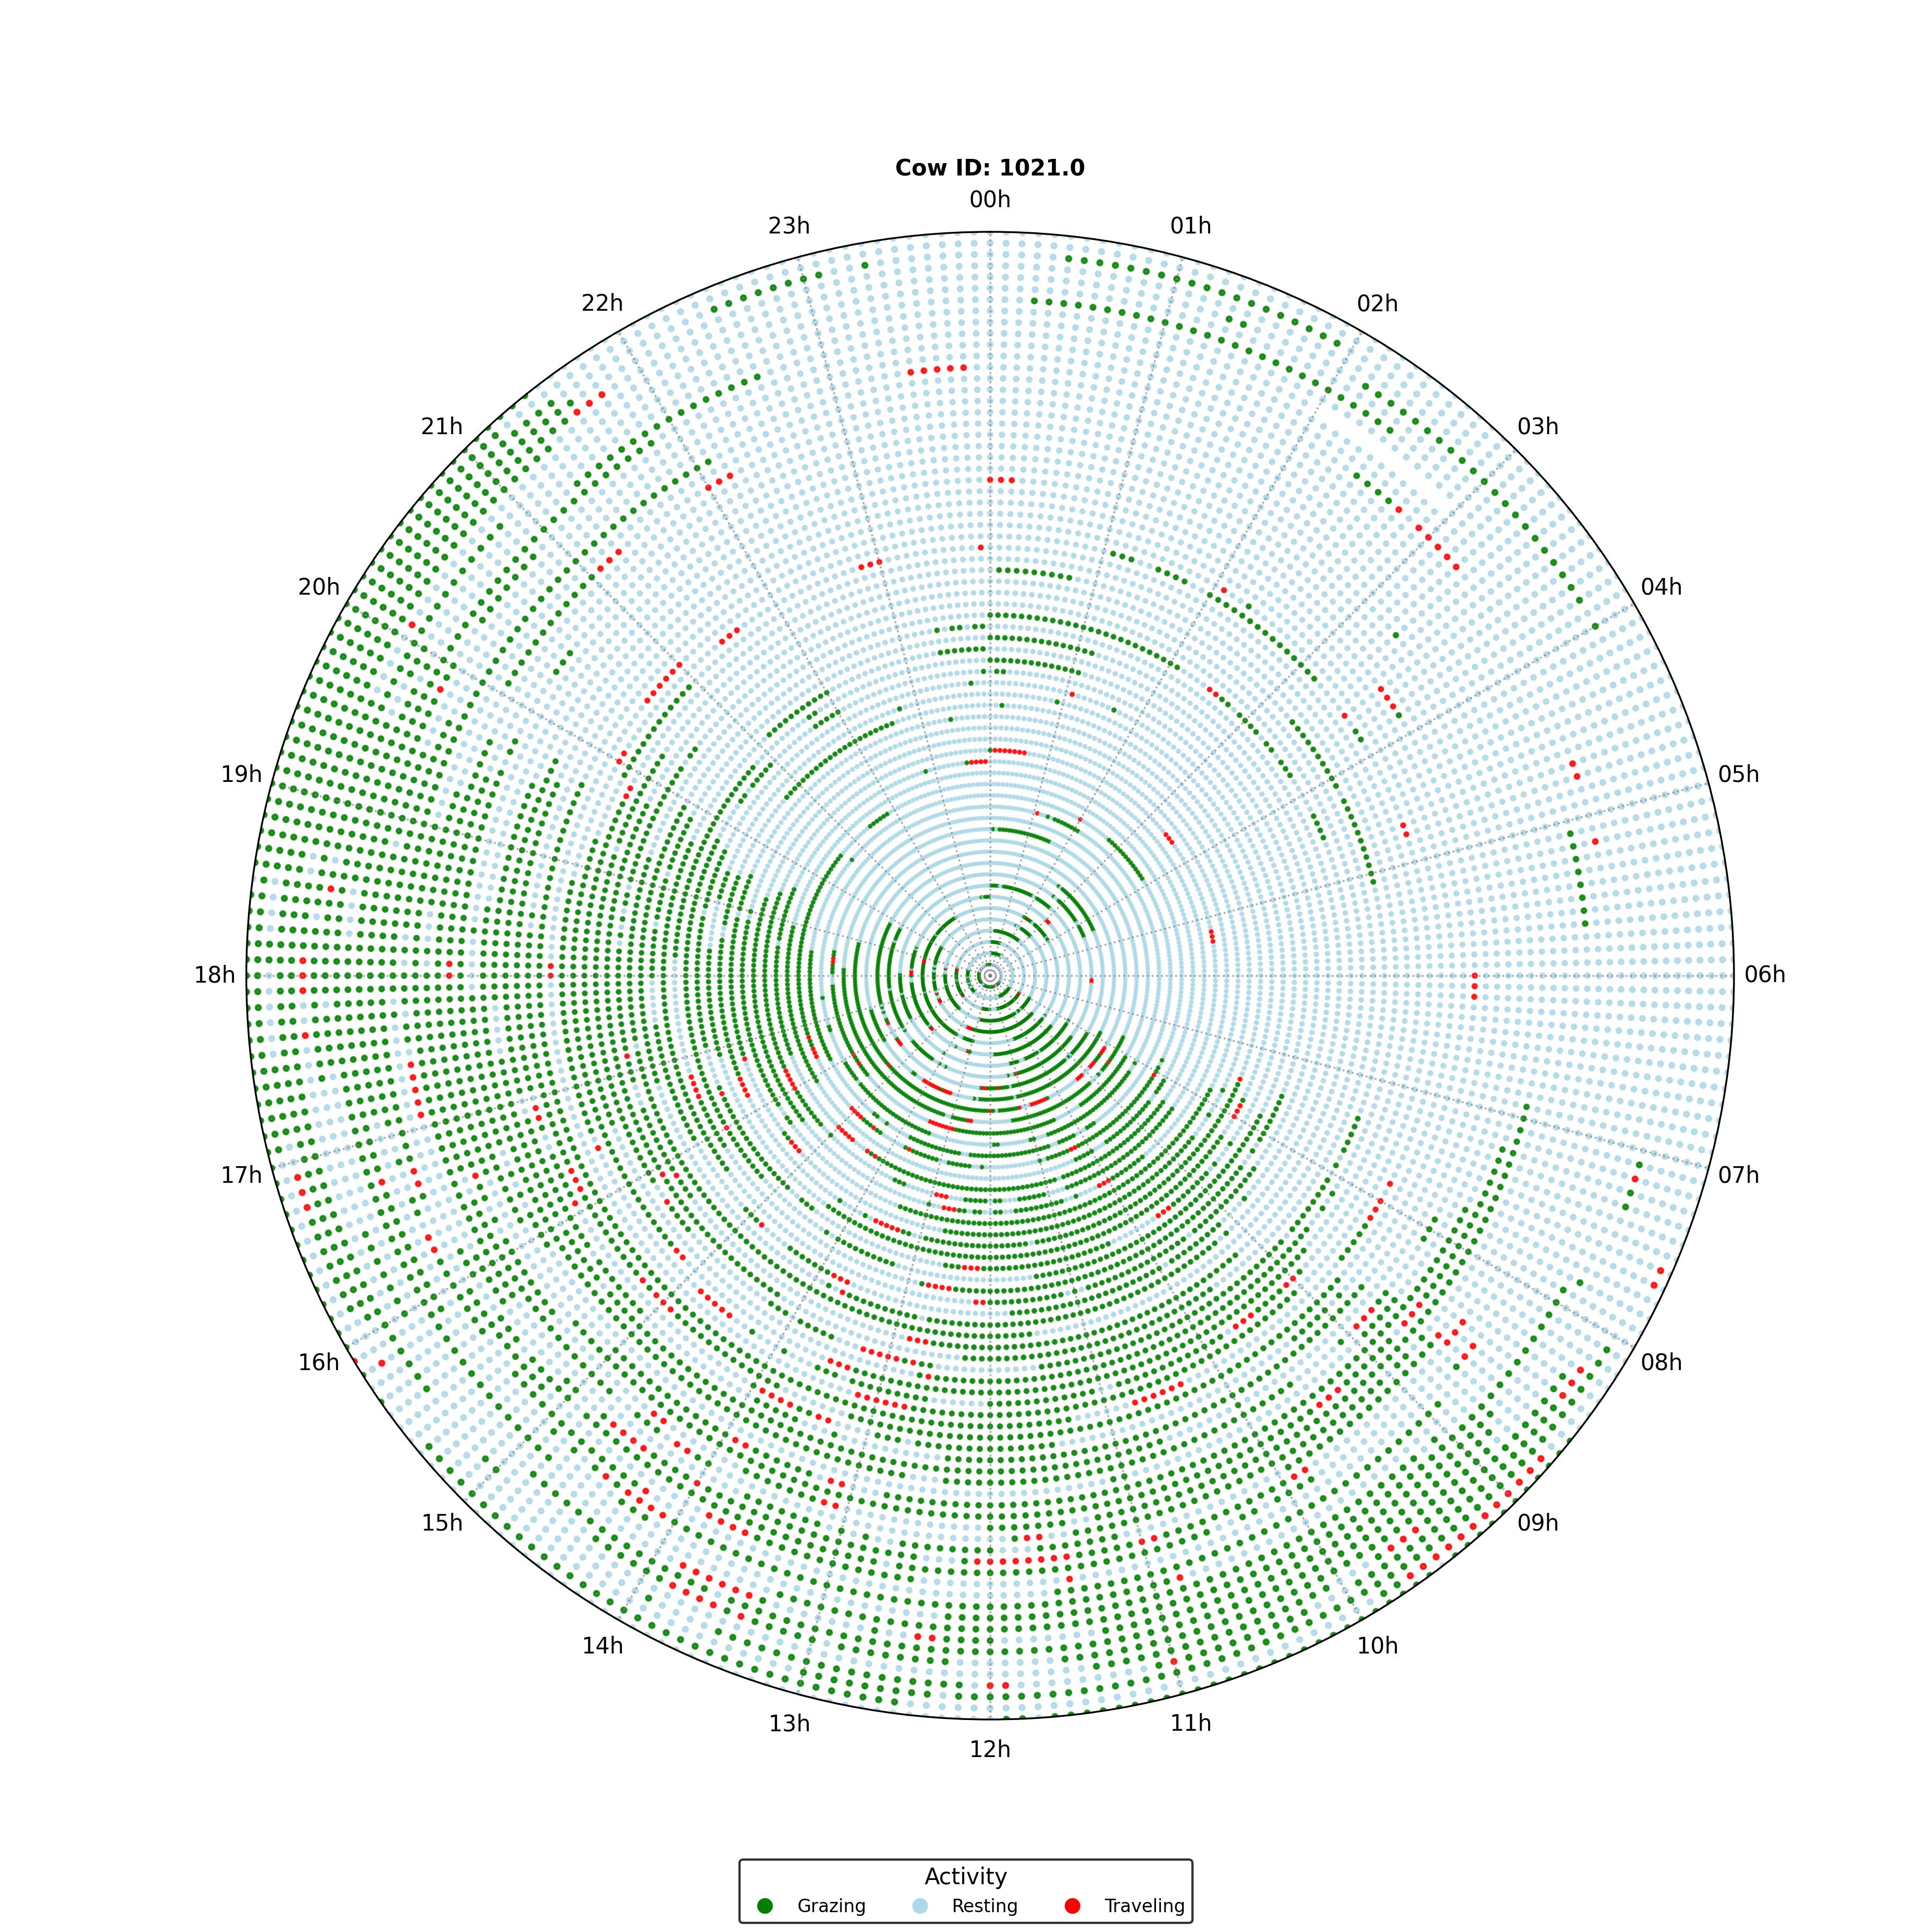 Cow ID: 1021.0
00h
23h
01h
22h
02h
21h
03h
20h
04h
19h
05h
18h
06h
17h
07h
16h
08h
15h
09h
14h
10h
13h
11h
12h
Activity
Grazing Resting Traveling